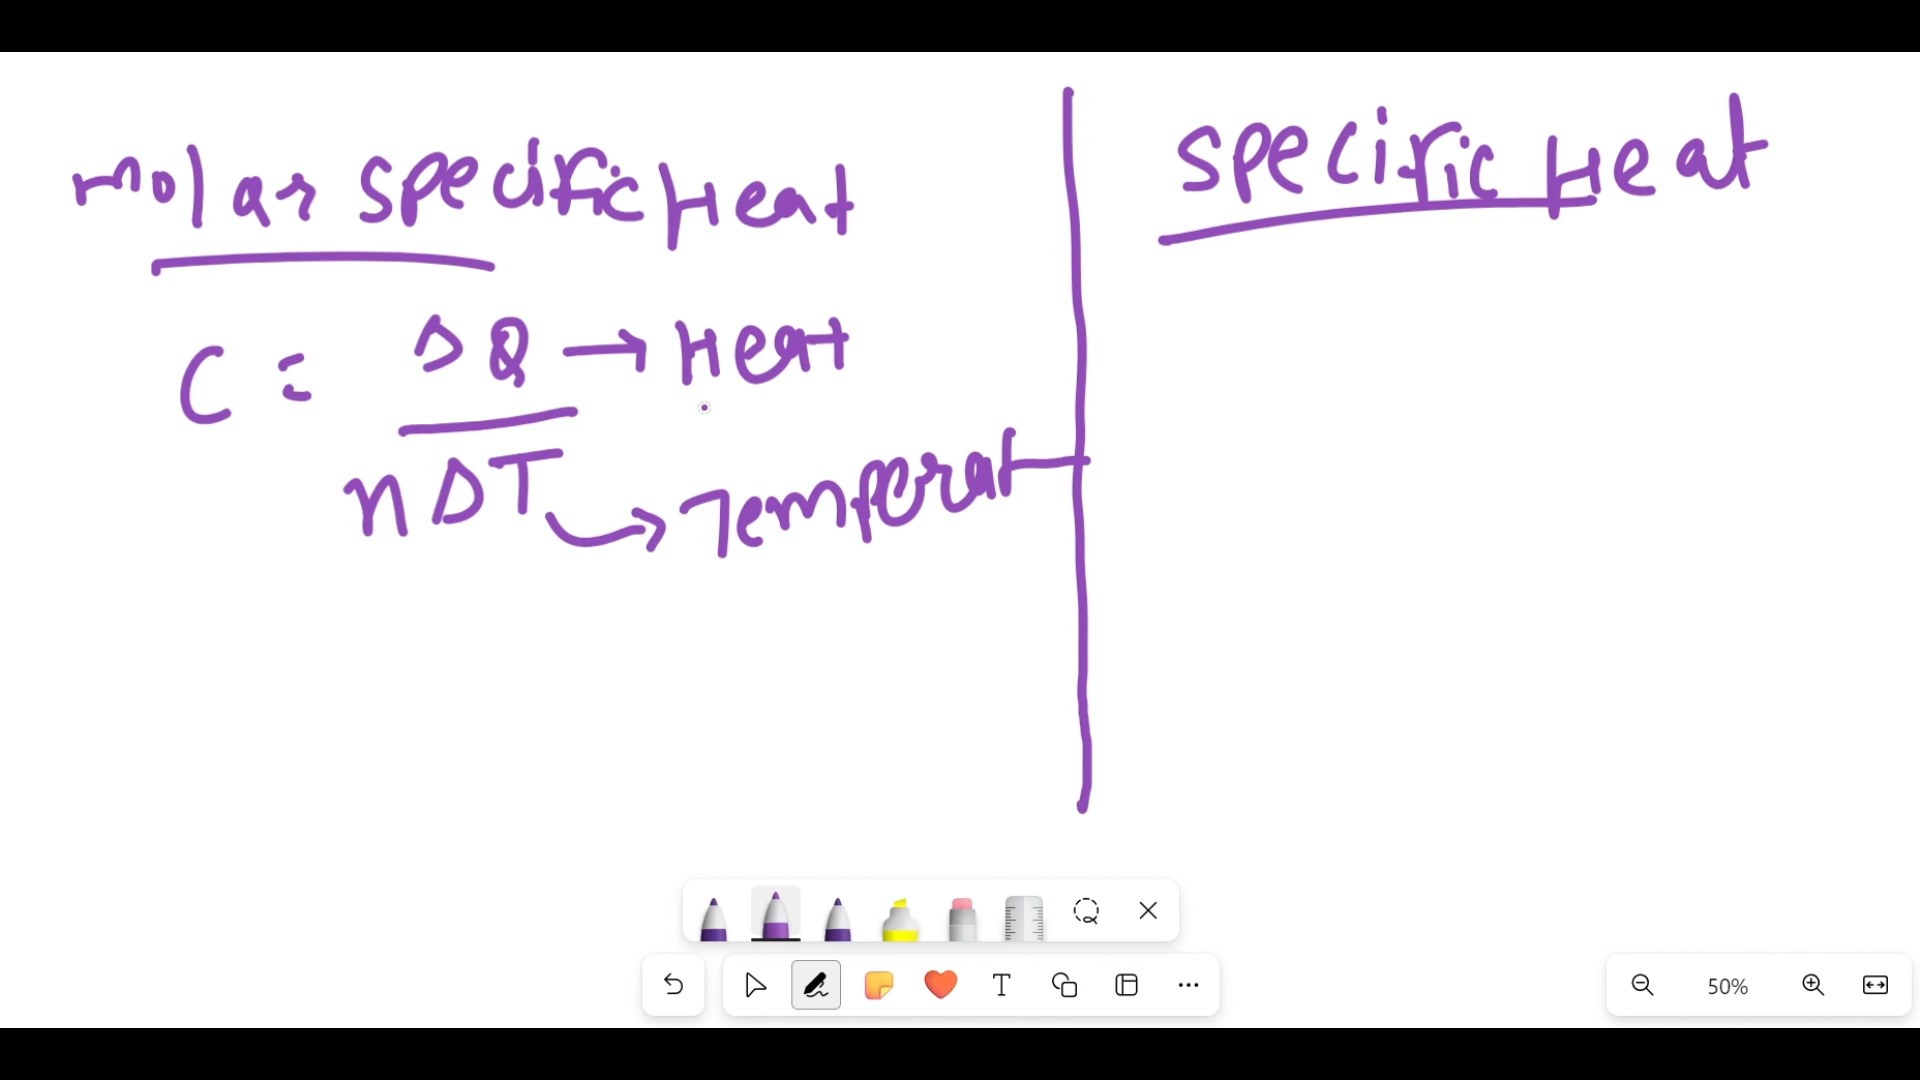 molar specific Heat
C = ΔQ → Heat
nΔT → Temperat
specific Heat
50%